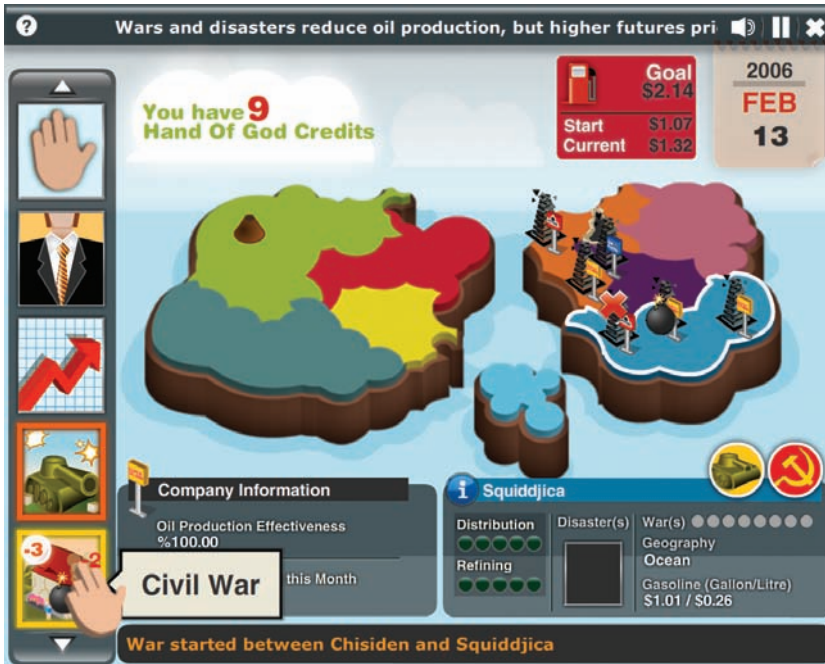 ? Wars and disasters reduce oil production, but higher futures pri
You have 9
Hand Of God Credits
Goal
$2.14
Start $1.07
Current $1.32
2006
FEB
13
-3
-2
Civil War
Company Information
Oil Production Effectiveness
%100.00
this Month
i Squiddjica
Distribution
Refining
Disaster(s)
War(s)
Geography
Ocean
Gasoline (Gallon/Litre)
$1.01 / $0.26
War started between Chisiden and Squiddjica